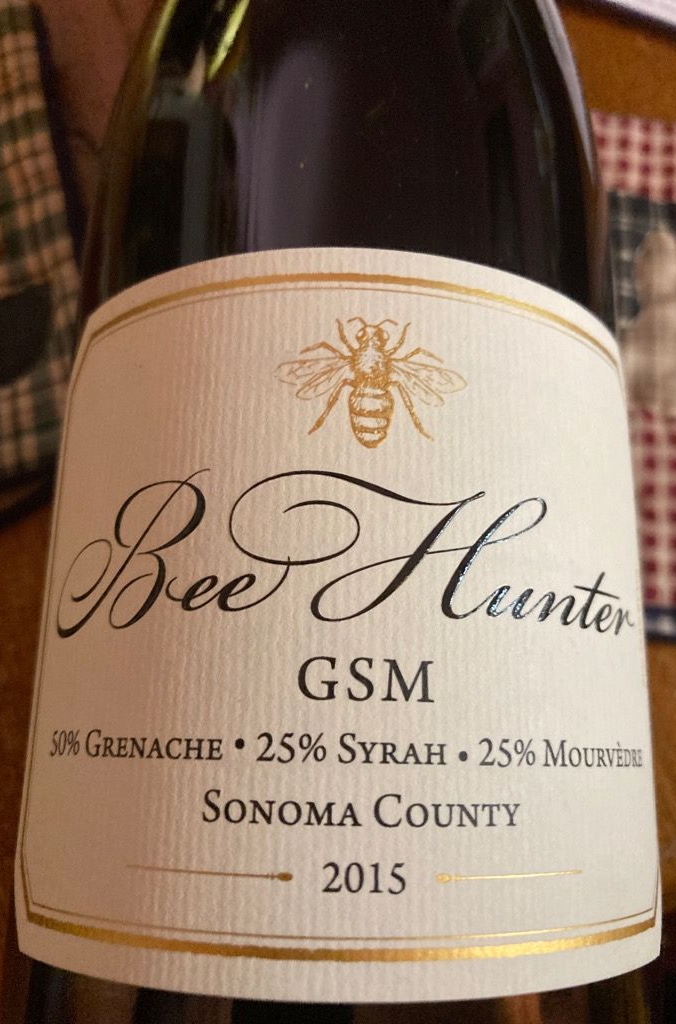 Bee Hunter
GSM
50% GRENACHE • 25% SYRAH • 25% MOURVÈDRE
SONOMA COUNTY
2015